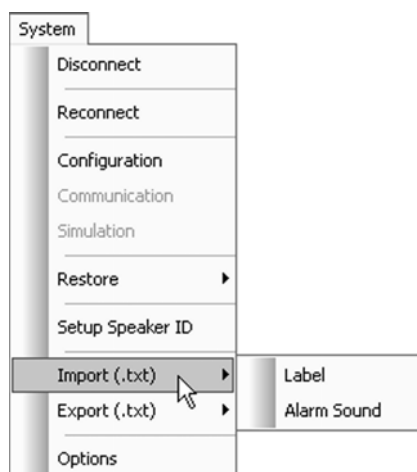 System
Disconnect
Reconnect
Configuration
Communication
Simulation
Restore
Setup Speaker ID
Import (.txt)
Label
Export (.txt)
Alarm Sound
Options